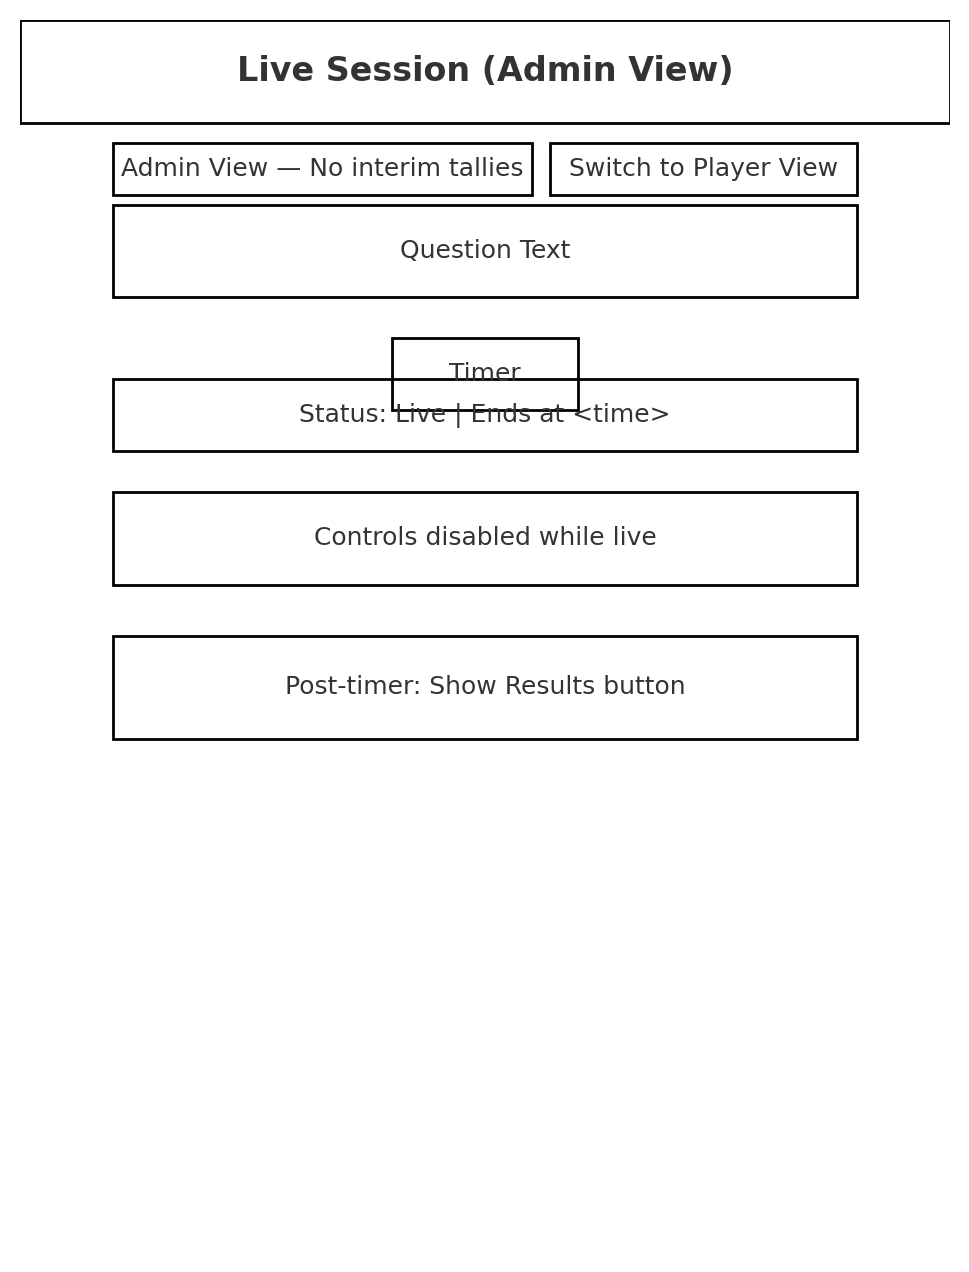 Live Session (Admin View)
Admin View — No interim tallies
Switch to Player View
Question Text
Timer
Status: Live | Ends at <time>
Controls disabled while live
Post-timer: Show Results button